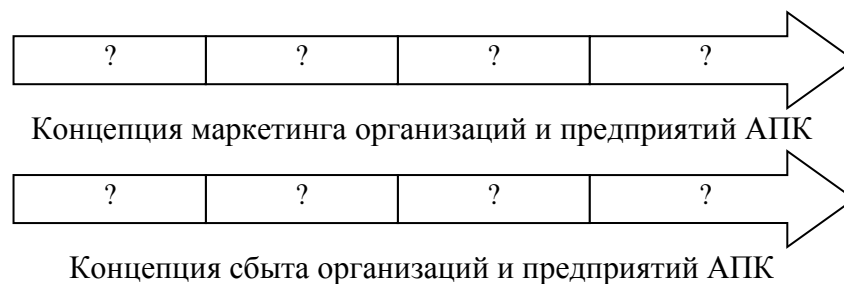 ? ? ? ?
Концепция маркетинга организаций и предприятий АПК
? ? ? ?
Концепция сбыта организаций и предприятий АПК